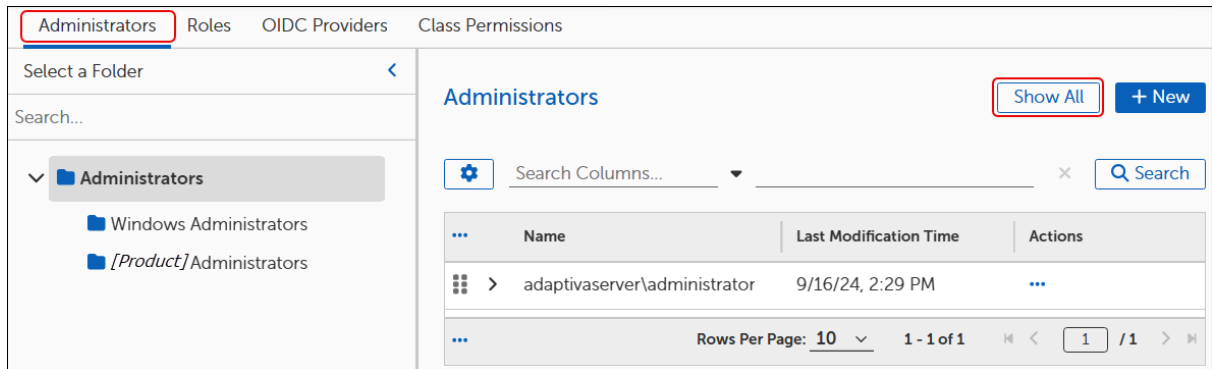 Administrators Roles OIDC Providers Class Permissions
Select a Folder
Search...
Administrators
Windows Administrators
[Product] Administrators
Administrators
Show All
+ New
Search Columns...
Search
Name Last Modification Time Actions
adaptivaserver\administrator 9/16/24, 2:29 PM
Rows Per Page: 10 1 - 1 of 1 1 / 1